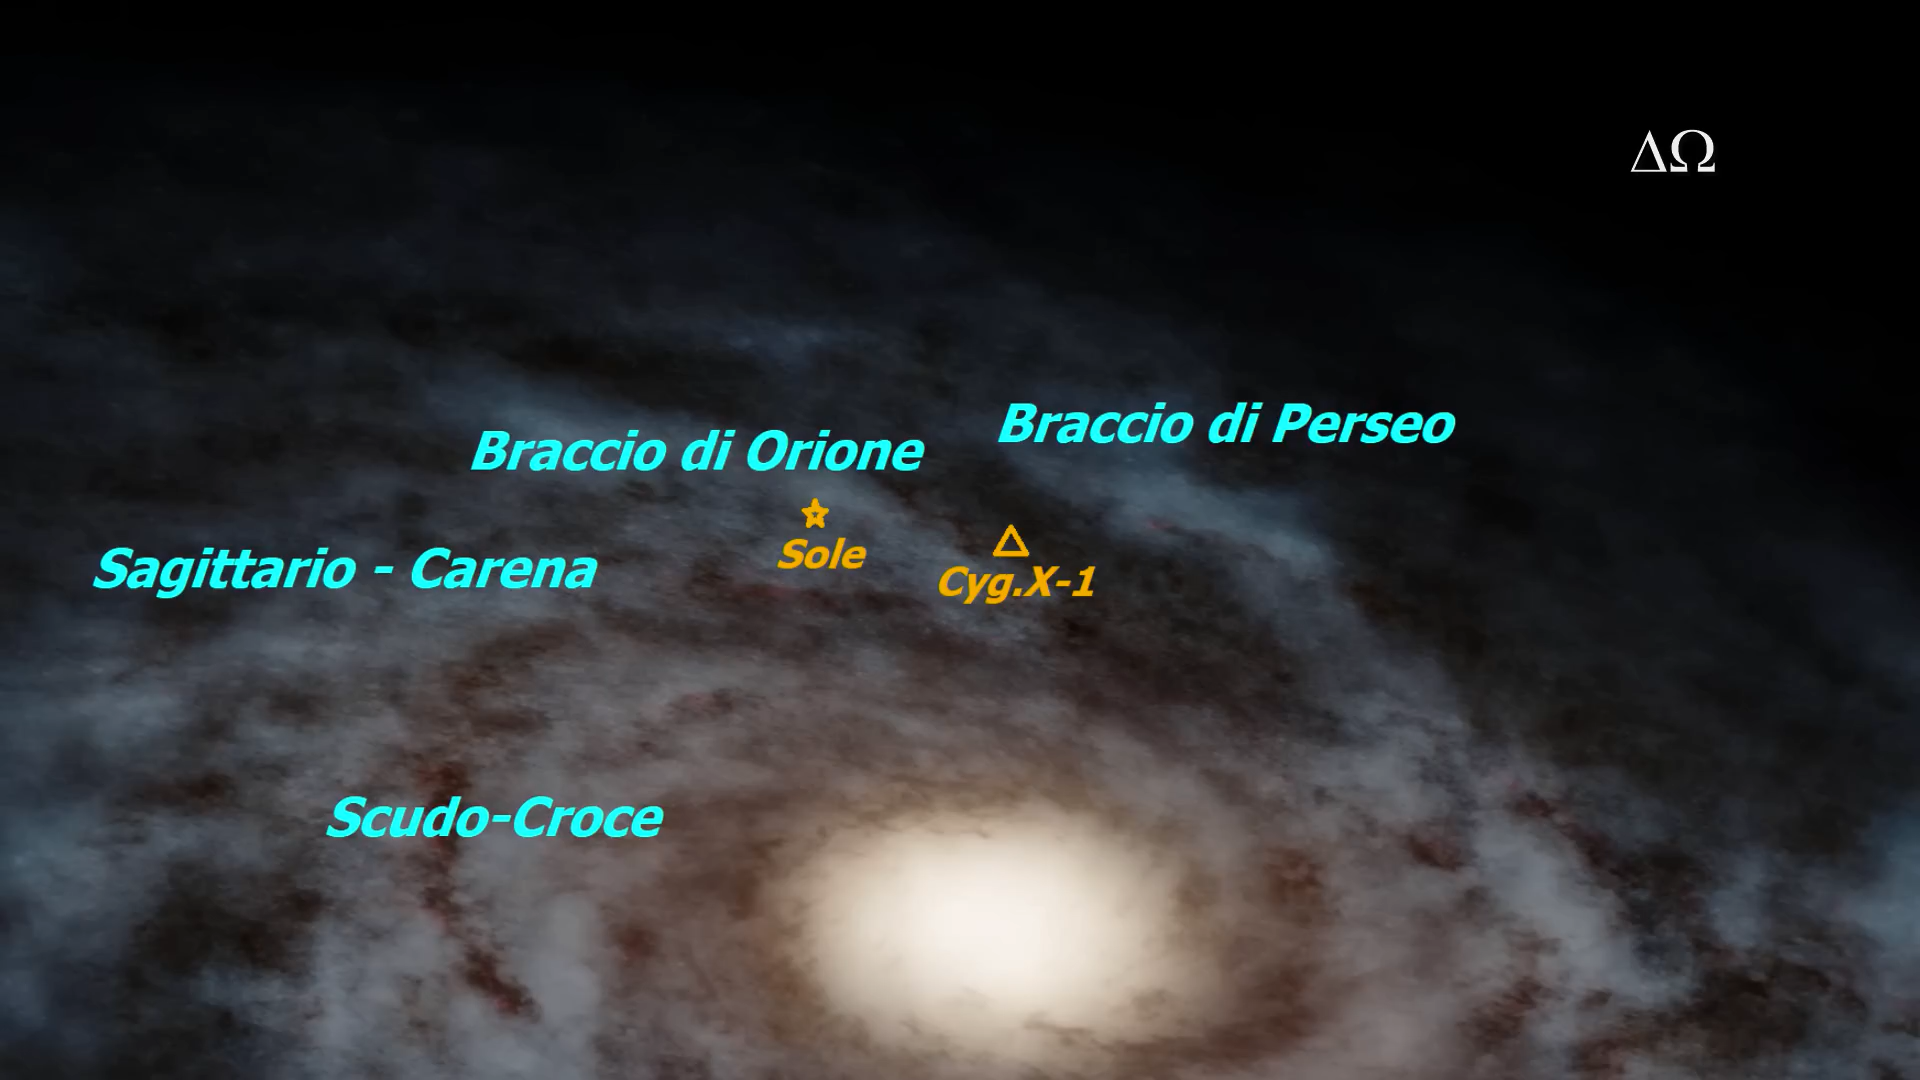 ΔΩ
Braccio di Perseo
Braccio di Orione
Sole
Sagittario - Carena
Cyg.X-1
Scudo-Croce